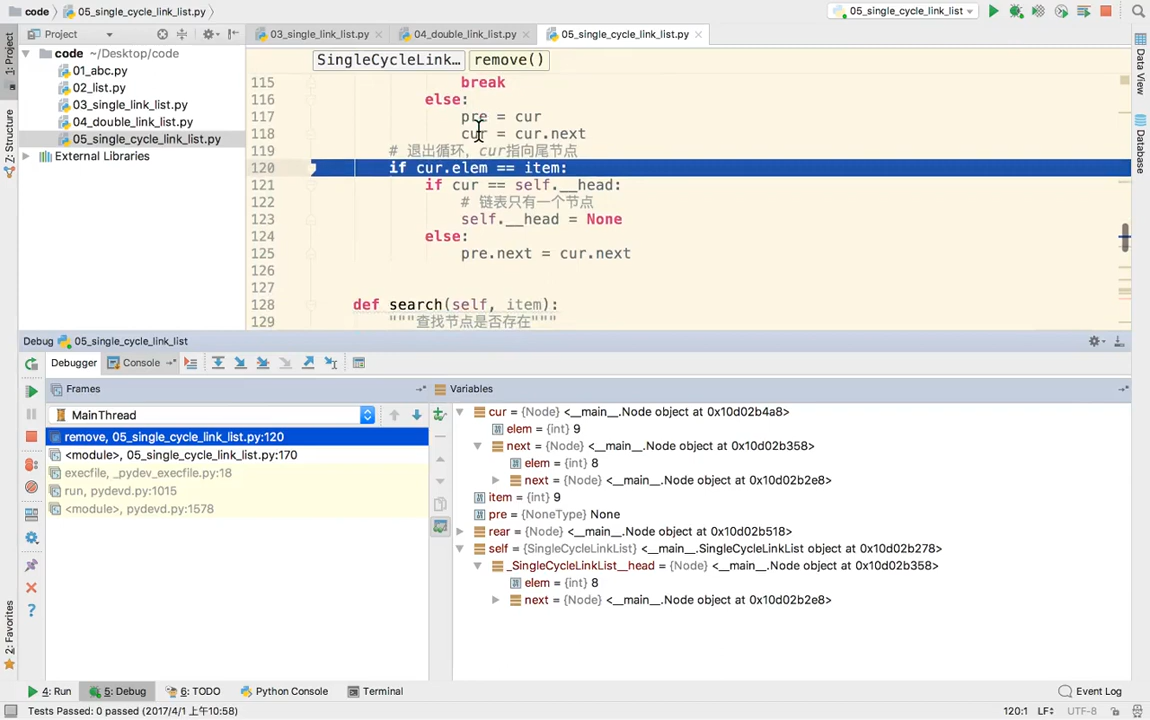 code
05_single_cycle_link_list.py
05_single_cycle_link_list
Project
03_single_link_list.py
04_double_link_list.py
05_single_cycle_link_list.py
1: Project
Z: Structure
2: Favorites
Data View
Database
code ~/Desktop/code
01_abc.py
02_list.py
03_single_link_list.py
04_double_link_list.py
05_single_cycle_link_list.py
External Libraries
SingleCycleLink... remove()
115 break
116 else:
117 pre = cur
118 cur = cur.next
119 # 退出循环，cur指向尾节点
120 if cur.elem == item:
121 if cur == self.__head:
122 # 链表只有一个节点
123 self.__head = None
124 else:
125 pre.next = cur.next
126
127
128 def search(self, item):
129 """查找节点是否存在"""
Debug 05_single_cycle_link_list
Debugger Console
Frames
Variables
MainThread
remove, 05_single_cycle_link_list.py:120
<module>, 05_single_cycle_link_list.py:170
execfile, _pydev_execfile.py:18
run, pydevd.py:1015
<module>, pydevd.py:1578
cur = {Node} <__main__.Node object at 0x10d02b4a8>
elem = {int} 9
next = {Node} <__main__.Node object at 0x10d02b358>
elem = {int} 8
next = {Node} <__main__.Node object at 0x10d02b2e8>
item = {int} 9
pre = {NoneType} None
rear = {Node} <__main__.Node object at 0x10d02b518>
self = {SingleCycleLinkList} <__main__.SingleCycleLinkList object at 0x10d02b278>
_SingleCycleLinkList__head = {Node} <__main__.Node object at 0x10d02b358>
elem = {int} 8
next = {Node} <__main__.Node object at 0x10d02b2e8>
4: Run 5: Debug 6: TODO Python Console Terminal Event Log
Tests Passed: 0 passed (2017/4/1 上午10:58) 120:1 LF÷ UTF-8